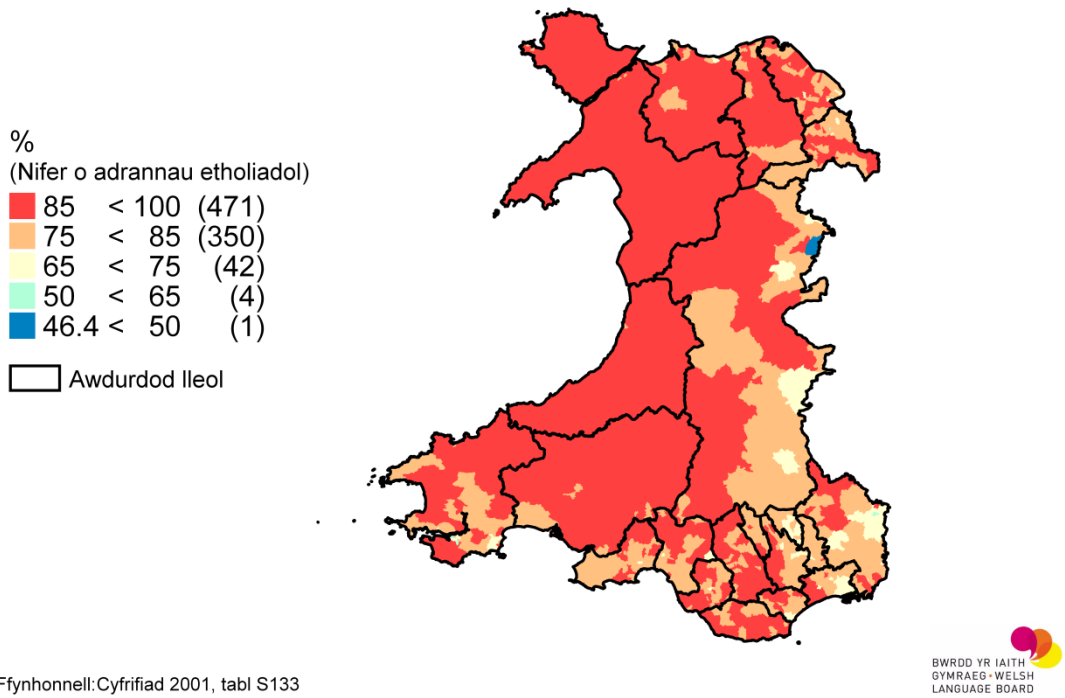 %
(Nifer o adrannau etholiadol)
85 < 100 (471)
75 < 85 (350)
65 < 75 (42)
50 < 65 (4)
46.4 < 50 (1)
Awdurdod lleol
Ffynhonnell:Cyfrifiad 2001, tabl S133
BWRDD YR IAITH
GYMRAEG • WELSH
LANGUAGE BOARD